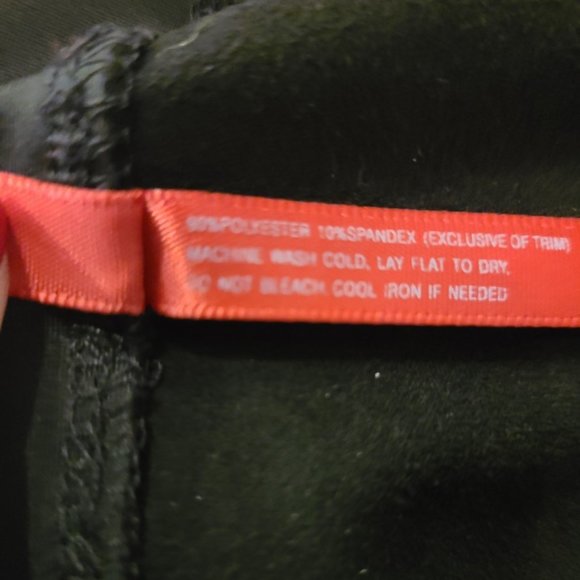 90%POLYESTER 10%SPANDEX (EXCLUSIVE OF TRIM)
MACHINE WASH COLD, LAY FLAT TO DRY,
DO NOT BLEACH, COOL IRON IF NEEDED